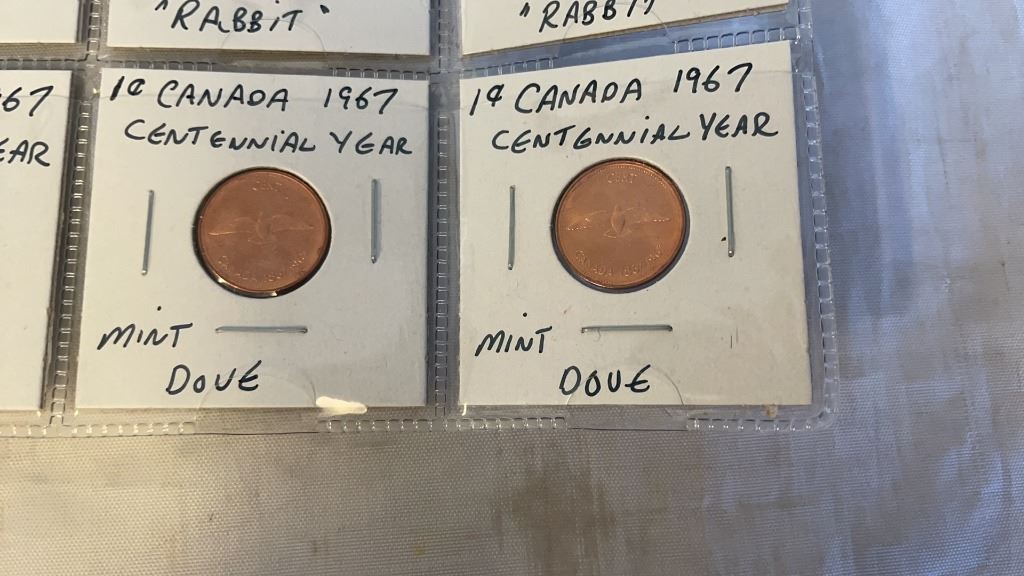 "RABBIT"
"RABBIT
67
EAR
1¢ CANADA 1967
CENTENNIAL YEAR
CENT
CANADA 1867 1967
MINT
DOVE
1¢ CANADA 1967
CENTENNIAL YEAR
CENT
CANADA 1867 1967
MINT
DOVE